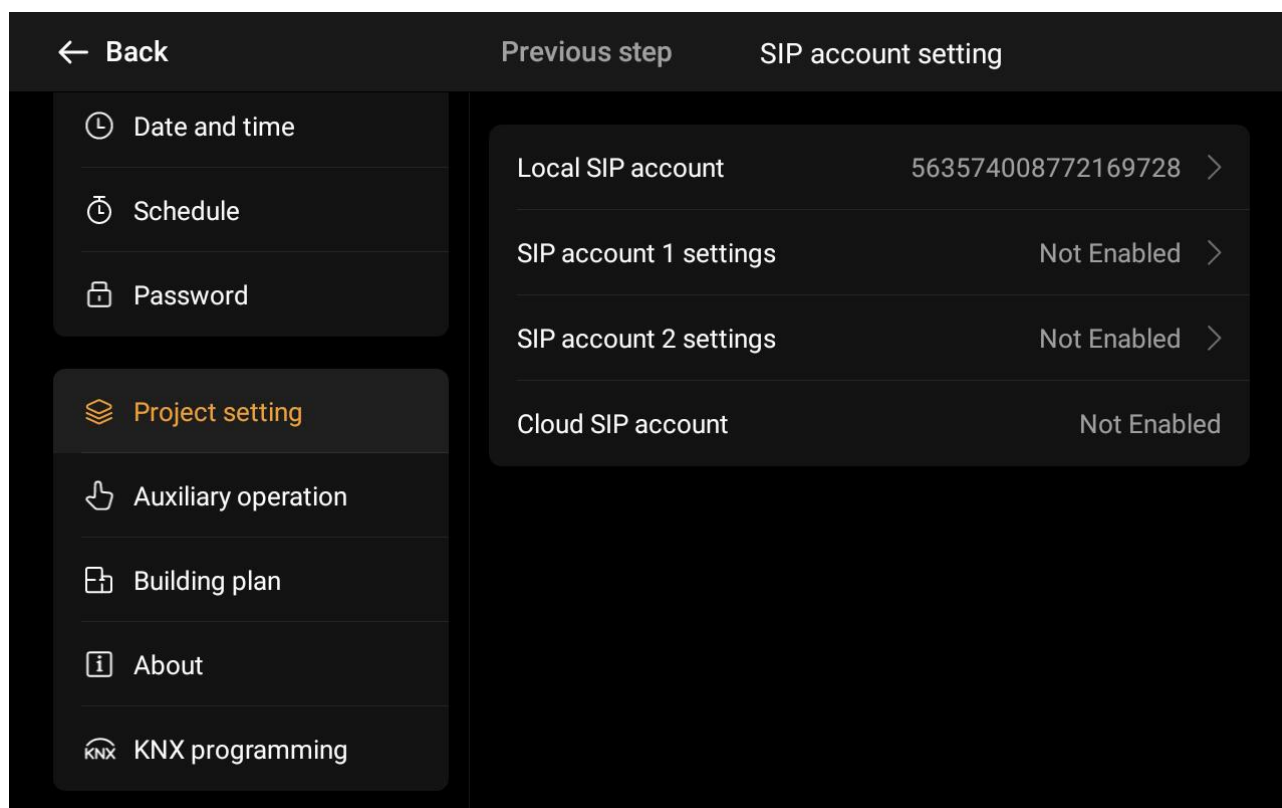 Back
Previous step
SIP account setting
Date and time
Schedule
Password
Project setting
Auxiliary operation
Building plan
About
KNX KNX programming
Local SIP account 563574008772169728
SIP account 1 settings Not Enabled
SIP account 2 settings Not Enabled
Cloud SIP account Not Enabled